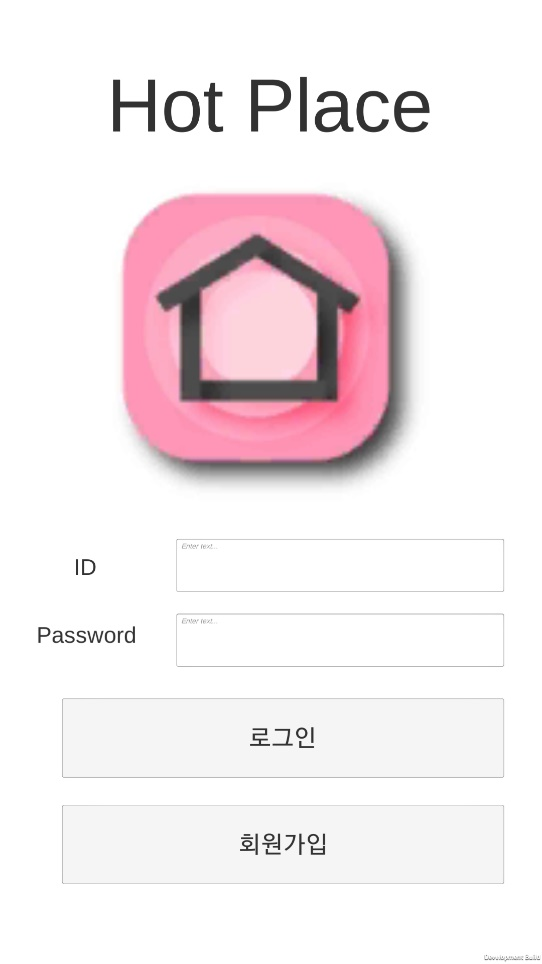 Hot Place
ID
Enter text...
Password
Enter text...
로그인
회원가입
Development Build